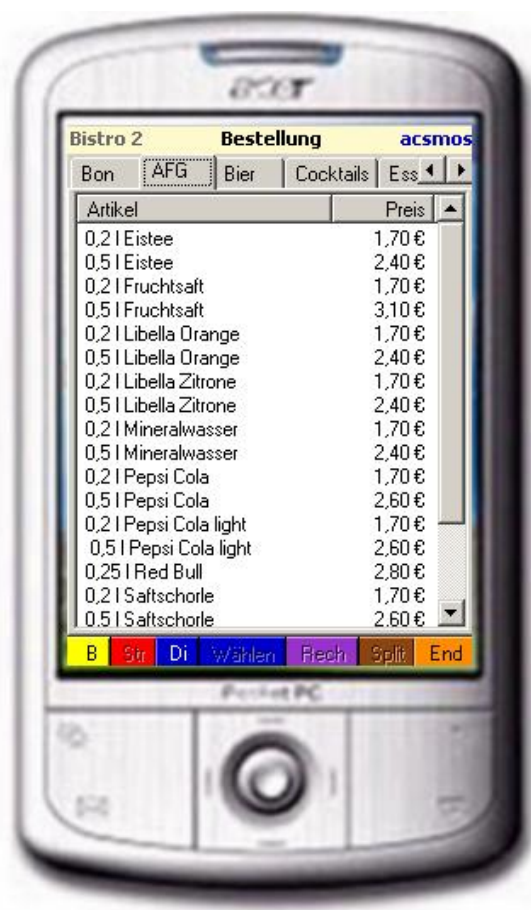 acer
Bistro 2 Bestellung acsmos
Bon AFG Bier Cocktails Ess
Artikel Preis
0,2 l Eistee 1,70 €
0,5 l Eistee 2,40 €
0,2 l Fruchtsaft 1,70 €
0,5 l Fruchtsaft 3,10 €
0,2 l Libella Orange 1,70 €
0,5 l Libella Orange 2,40 €
0,2 l Libella Zitrone 1,70 €
0,5 l Libella Zitrone 2,40 €
0,2 l Mineralwasser 1,70 €
0,5 l Mineralwasser 2,40 €
0,2 l Pepsi Cola 1,70 €
0,5 l Pepsi Cola 2,60 €
0,2 l Pepsi Cola light 1,70 €
0,5 l Pepsi Cola light 2,60 €
0,25 l Red Bull 2,80 €
0,2 l Saftschorle 1,70 €
0,5 l Saftschorle 2,60 €
B Str Di Wählen Rech Split End
Pocket PC